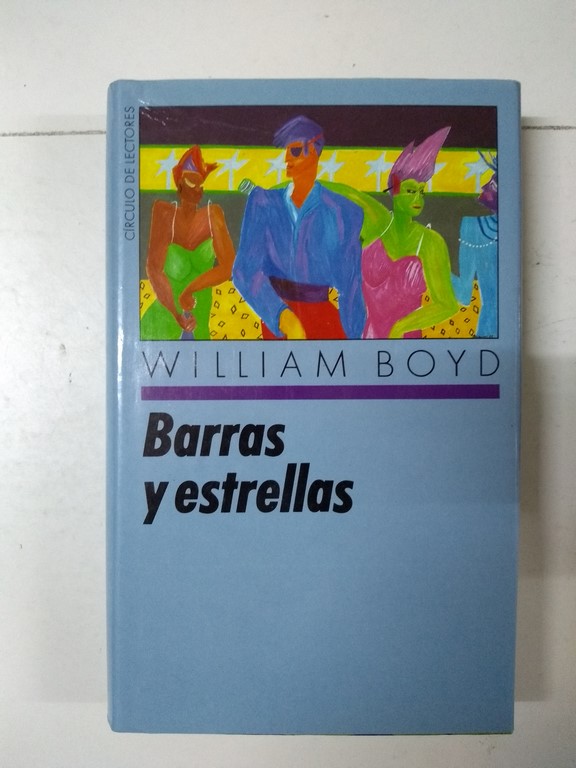 CÍRCULO DE LECTORES
WILLIAM BOYD
Barras
y estrellas